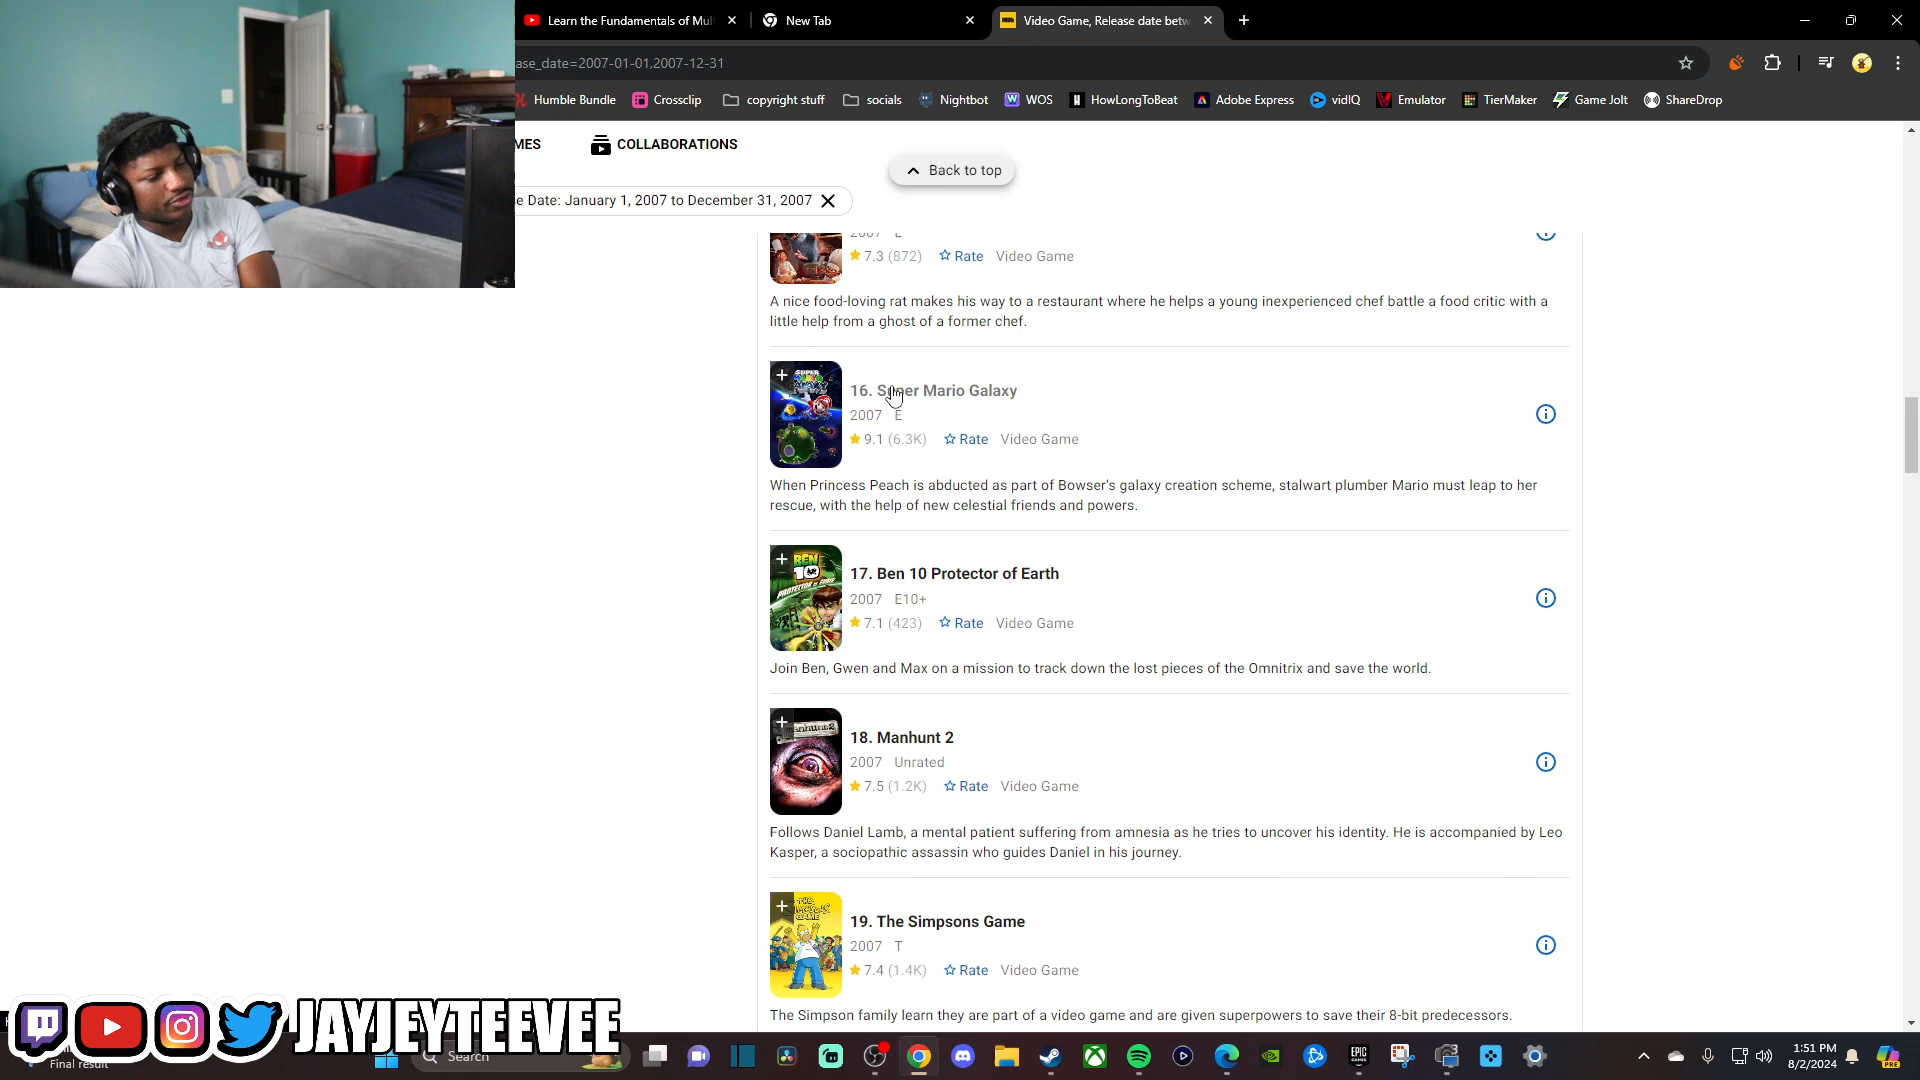 Learn the Fundamentals of Mul
New Tab
Video Game, Release date betw
ase_date=2007-01-01,2007-12-31
Humble Bundle
Crossclip
copyright stuff
socials
Nightbot
WOS
HowLongToBeat
Adobe Express
vidIQ
Emulator
TierMaker
Game Jolt
ShareDrop
MES
COLLABORATIONS
Back to top
e Date: January 1, 2007 to December 31, 2007
2007 E
7.3 (872) Rate Video Game
A nice food-loving rat makes his way to a restaurant where he helps a young inexperienced chef battle a food critic with a
little help from a ghost of a former chef.
16. Super Mario Galaxy
2007 E
9.1 (6.3K) Rate Video Game
When Princess Peach is abducted as part of Bowser's galaxy creation scheme, stalwart plumber Mario must leap to her
rescue, with the help of new celestial friends and powers.
BEN
10
17. Ben 10 Protector of Earth
2007 E10+
7.1 (423) Rate Video Game
Join Ben, Gwen and Max on a mission to track down the lost pieces of the Omnitrix and save the world.
manhunt 2
18. Manhunt 2
2007 Unrated
7.5 (1.2K) Rate Video Game
Follows Daniel Lamb, a mental patient suffering from amnesia as he tries to uncover his identity. He is accompanied by Leo
Kasper, a sociopathic assassin who guides Daniel in his journey.
19. The Simpsons Game
2007 T
7.4 (1.4K) Rate Video Game
The Simpson family learn they are part of a video game and are given superpowers to save their 8-bit predecessors.
JAYJEYTEEVEE
Final result
Search
1:51 PM
8/2/2024